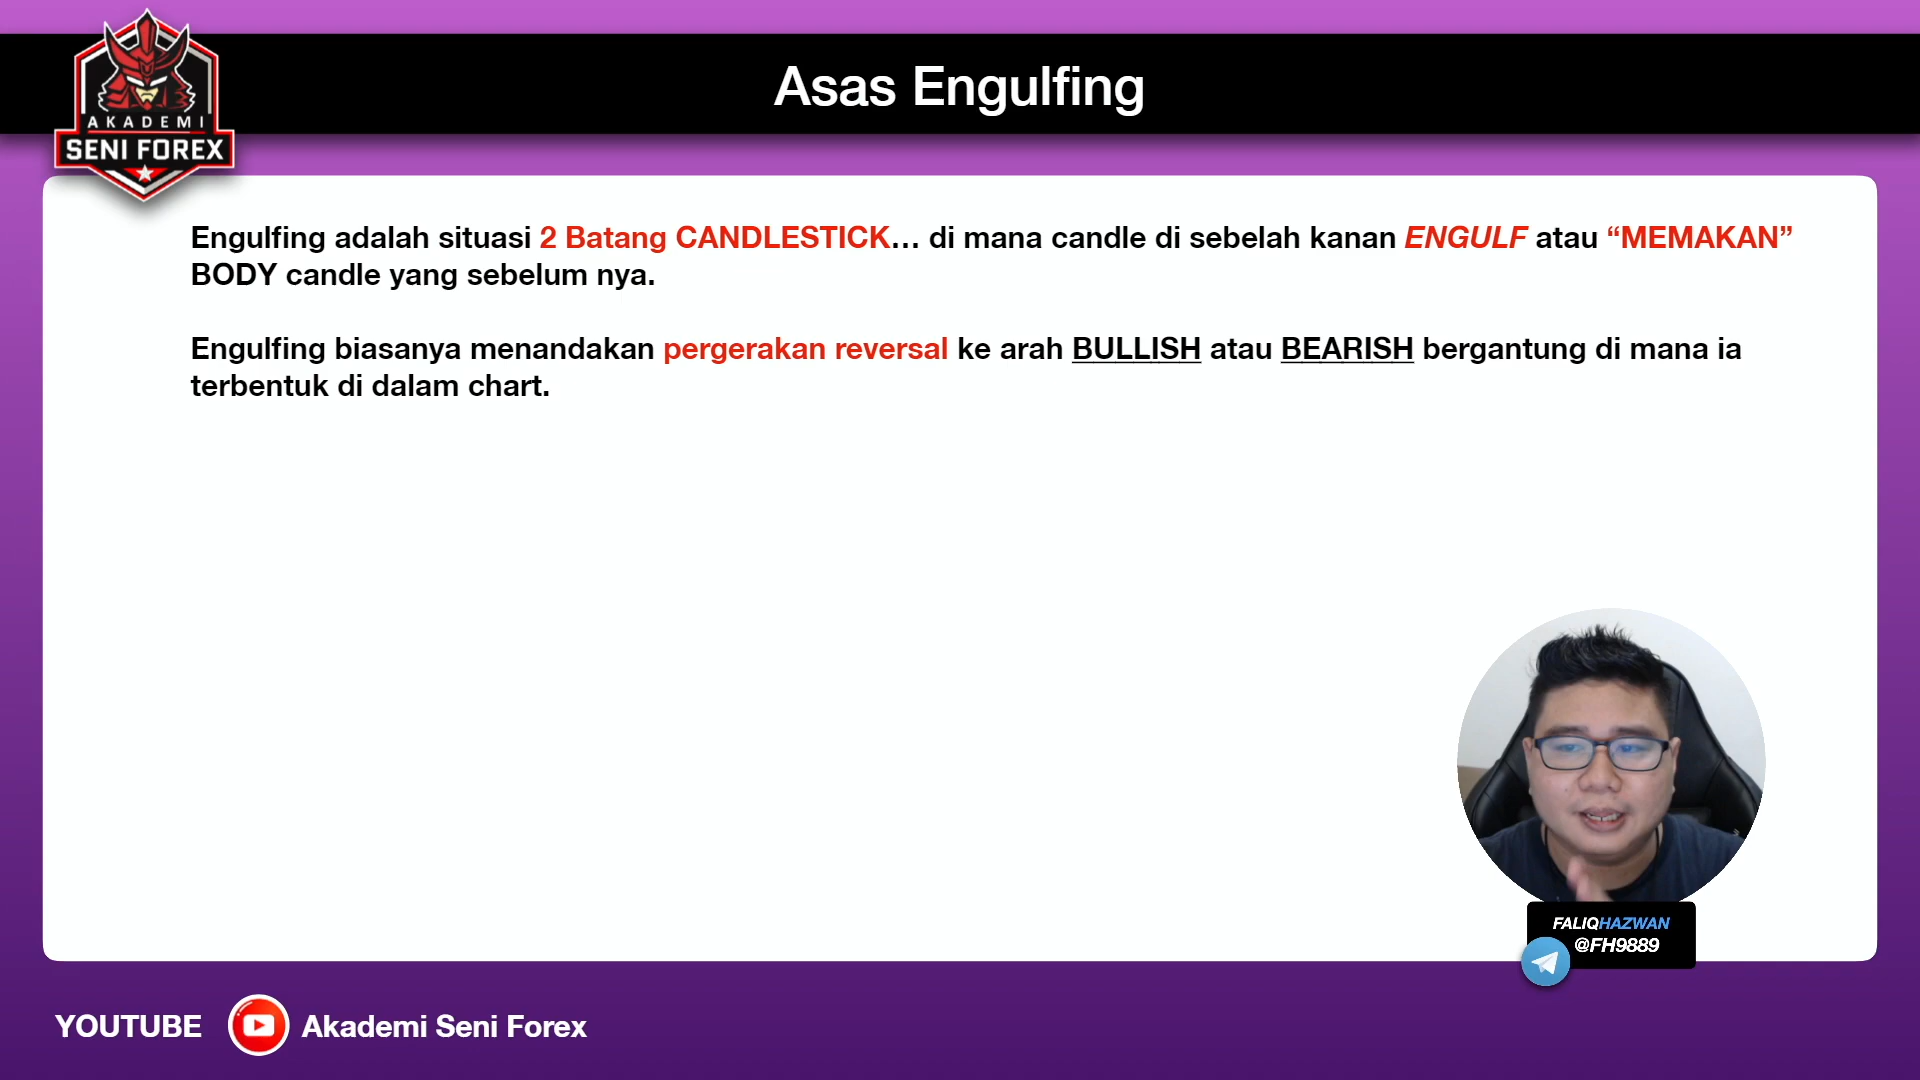 Asas Engulfing
AKADEMI
SENI FOREX
Engulfing adalah situasi 2 Batang CANDLESTICK... di mana candle di sebelah kanan ENGULF atau “MEMAKAN”
BODY candle yang sebelum nya.
Engulfing biasanya menandakan pergerakan reversal ke arah BULLISH atau BEARISH bergantung di mana ia
terbentuk di dalam chart.
FALIQHAZWAN
@FH9889
YOUTUBE Akademi Seni Forex